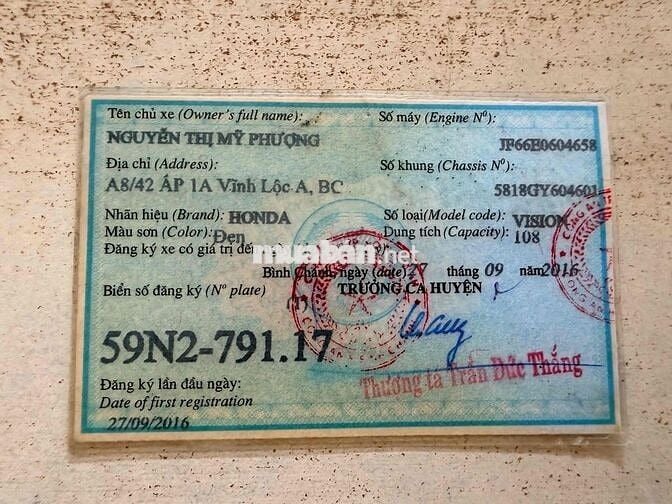 Tên chủ xe (Owner's full name): Số máy (Engine Nº):
NGUYỄN THỊ MỸ PHƯỢNG JF66E0604658
Địa chỉ (Address): Số khung (Chassis Nº):
A8/42 ẤP 1A Vĩnh Lộc A, BC 5818GY604601
Nhãn hiệu (Brand): HONDA Số loại(Model code): VISION
Màu sơn (Color): Đen Dung tích (Capacity): 108
Đăng ký xe có giá trị đến
muaban.net
Bình Chánh ngày (date) 27 tháng 09 năm 2016
Biển số đăng ký (Nº plate) TRƯỞNG CA HUYỆN
59N2-791.17
Đăng ký lần đầu ngày: Thượng tá Trần Đức Thắng
Date of first registration
27/09/2016